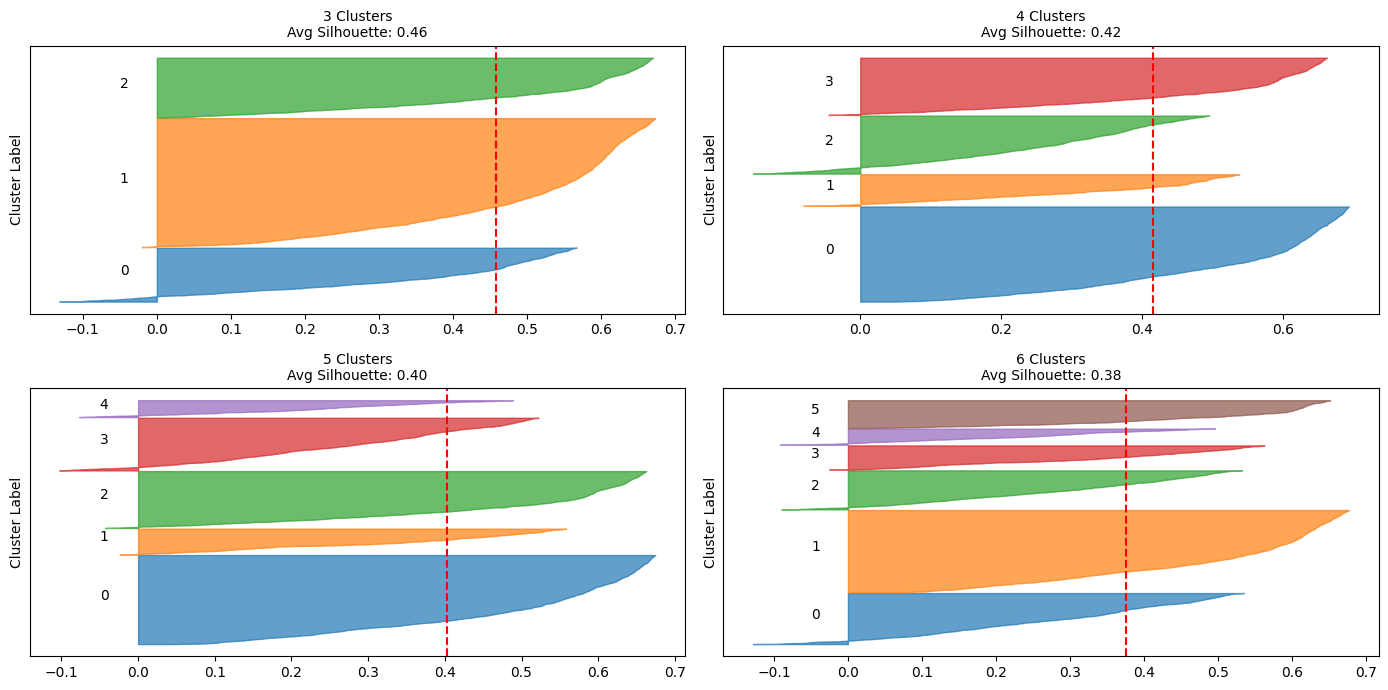 3 Clusters
Avg Silhouette: 0.46
Cluster Label
2
1
0
−0.1 0.0 0.1 0.2 0.3 0.4 0.5 0.6 0.7
4 Clusters
Avg Silhouette: 0.42
Cluster Label
3
2
1
0
0.0 0.2 0.4 0.6
5 Clusters
Avg Silhouette: 0.40
Cluster Label
4
3
2
1
0
−0.1 0.0 0.1 0.2 0.3 0.4 0.5 0.6 0.7
6 Clusters
Avg Silhouette: 0.38
Cluster Label
5
4
3
2
1
0
−0.1 0.0 0.1 0.2 0.3 0.4 0.5 0.6 0.7